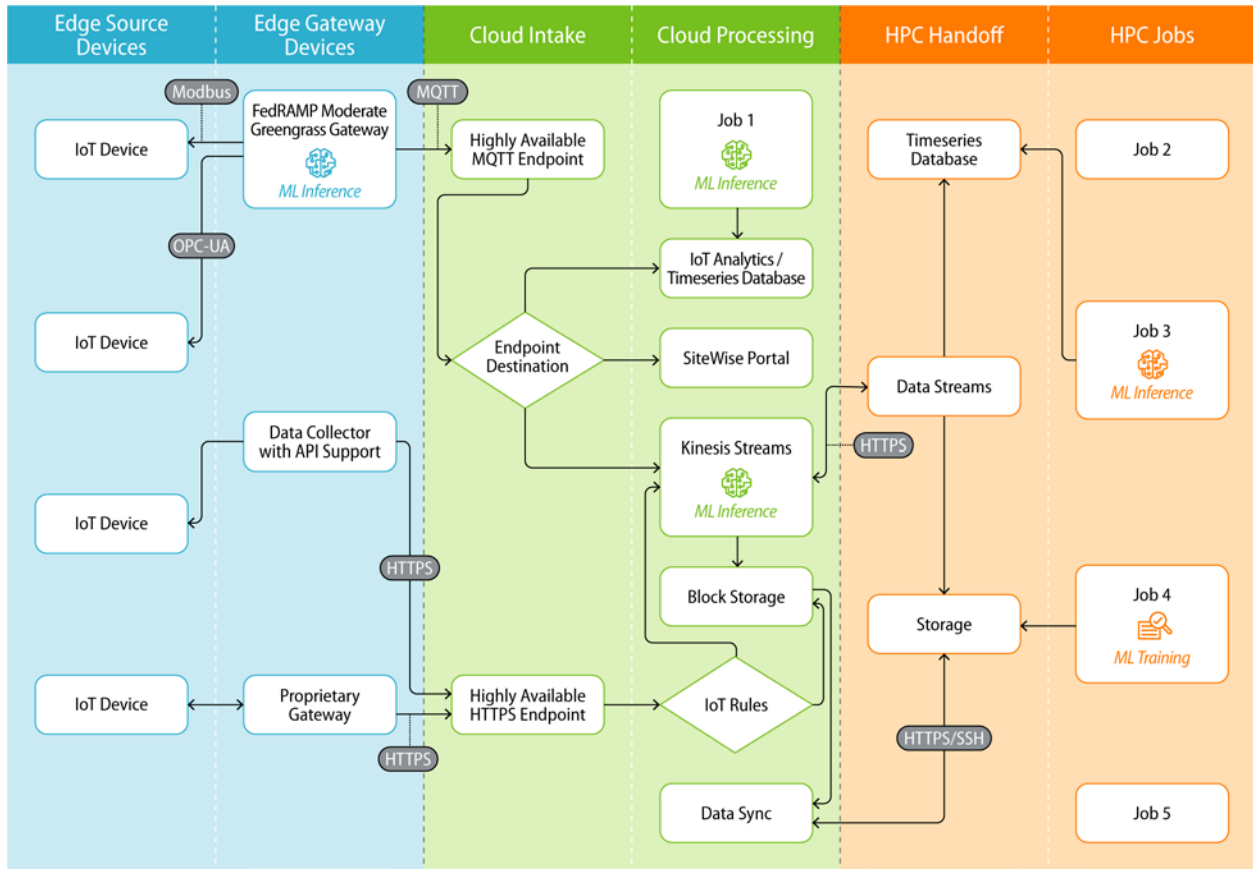 Edge Source
Devices
Edge Gateway
Devices
Cloud Intake
Cloud Processing
HPC Handoff
HPC Jobs
Modbus
MQTT
IoT Device
FedRAMP Moderate
Greengrass Gateway
ML Inference
Highly Available
MQTT Endpoint
Job 1
ML Inference
Timeseries
Database
Job 2
OPC-UA
IoT Analytics /
Timeseries Database
IoT Device
Endpoint
Destination
SiteWise Portal
Data Streams
Job 3
ML Inference
Data Collector
with API Support
Kinesis Streams
ML Inference
HTTPS
IoT Device
HTTPS
Block Storage
Storage
Job 4
ML Training
IoT Device
Proprietary
Gateway
Highly Available
HTTPS Endpoint
IoT Rules
HTTPS
HTTPS/SSH
Data Sync
Job 5